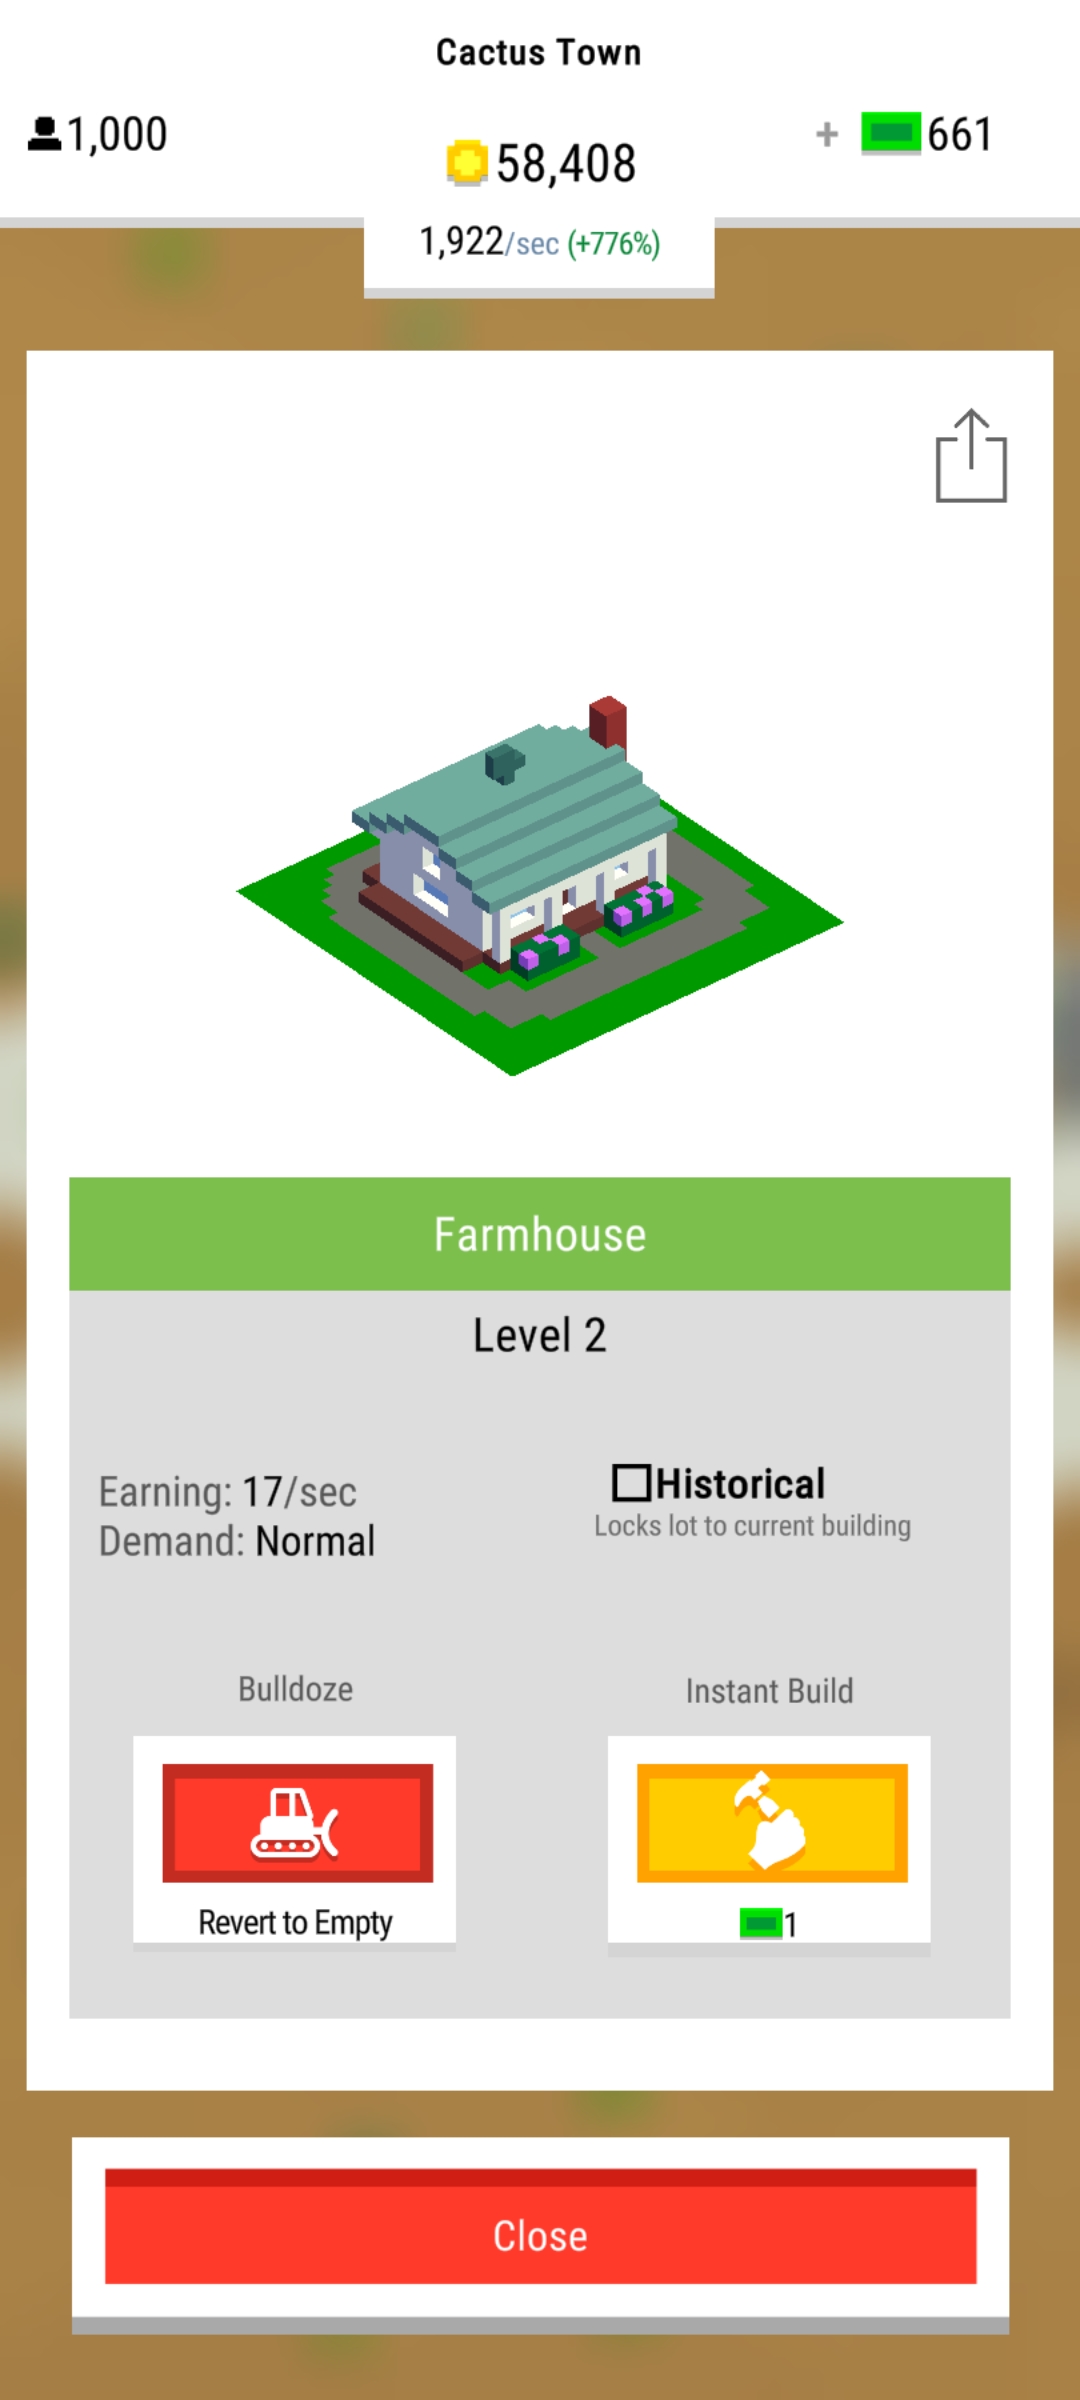 Cactus Town
1,000
58,408
+ 661
1,922/sec (+776%)
Farmhouse
Level 2
Earning: 17/sec
Demand: Normal
Historical
Locks lot to current building
Bulldoze
Instant Build
Revert to Empty
1
Close